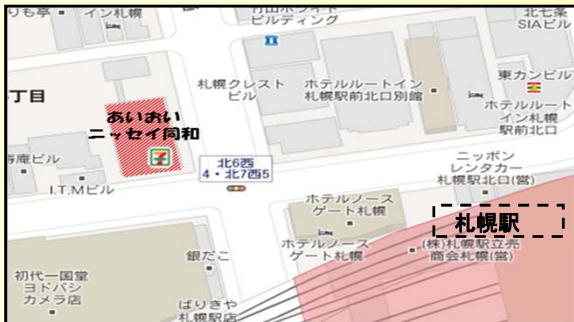 りも亭
イン札幌
竹山ホワイト
ビルディング
北七条
SIAビル
札幌クレスト
ビル
ホテルルートイン
札幌駅前北口別館
東カンビル
ホテルルート
イン札幌
駅前北口
丁目
あいおい
ニッセイ同和
寿庵ビル
I.T.Mビル
北6西
4・北7西5
ニッポン
レンタカー
札幌駅北口(営)
ホテルノース
ゲート札幌
札幌駅
ホテルノース
ゲート札幌
(株)札幌駅立売
商会札幌(営)
銀だこ
初代一国堂
ヨドバシ
カメラ店
ばりきや
札幌駅店